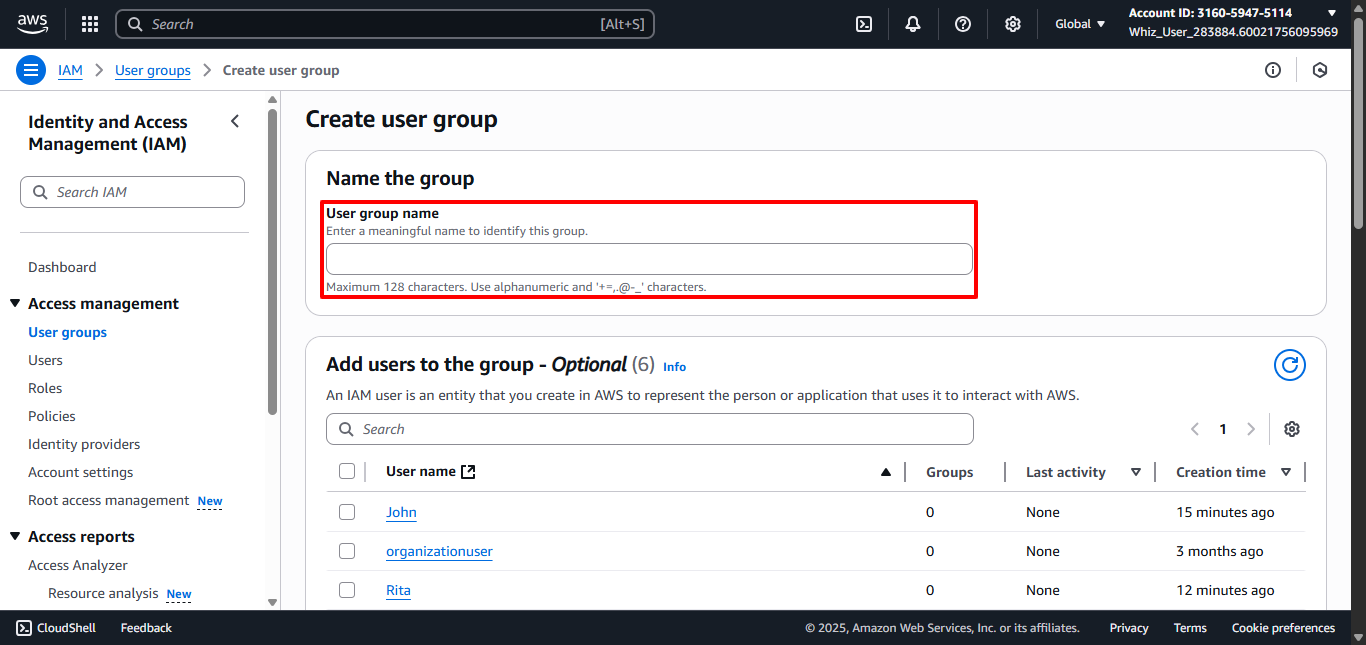 aws
Search
[Alt+S]
Global
Account ID: 3160-5947-5114
Whiz_User_283884.60021756095969
IAM
User groups
Create user group
Identity and Access
Management (IAM)
Search IAM
Dashboard
Access management
User groups
Users
Roles
Policies
Identity providers
Account settings
Root access management New
Access reports
Access Analyzer
Resource analysis New
Create user group
Name the group
User group name
Enter a meaningful name to identify this group.
Maximum 128 characters. Use alphanumeric and '+=,.@-_' characters.
Add users to the group - Optional (6) Info
An IAM user is an entity that you create in AWS to represent the person or application that uses it to interact with AWS.
Search
1
User name Groups Last activity Creation time
John 0 None 15 minutes ago
organizationuser 0 None 3 months ago
Rita 0 None 12 minutes ago
CloudShell Feedback © 2025, Amazon Web Services, Inc. or its affiliates. Privacy Terms Cookie preferences